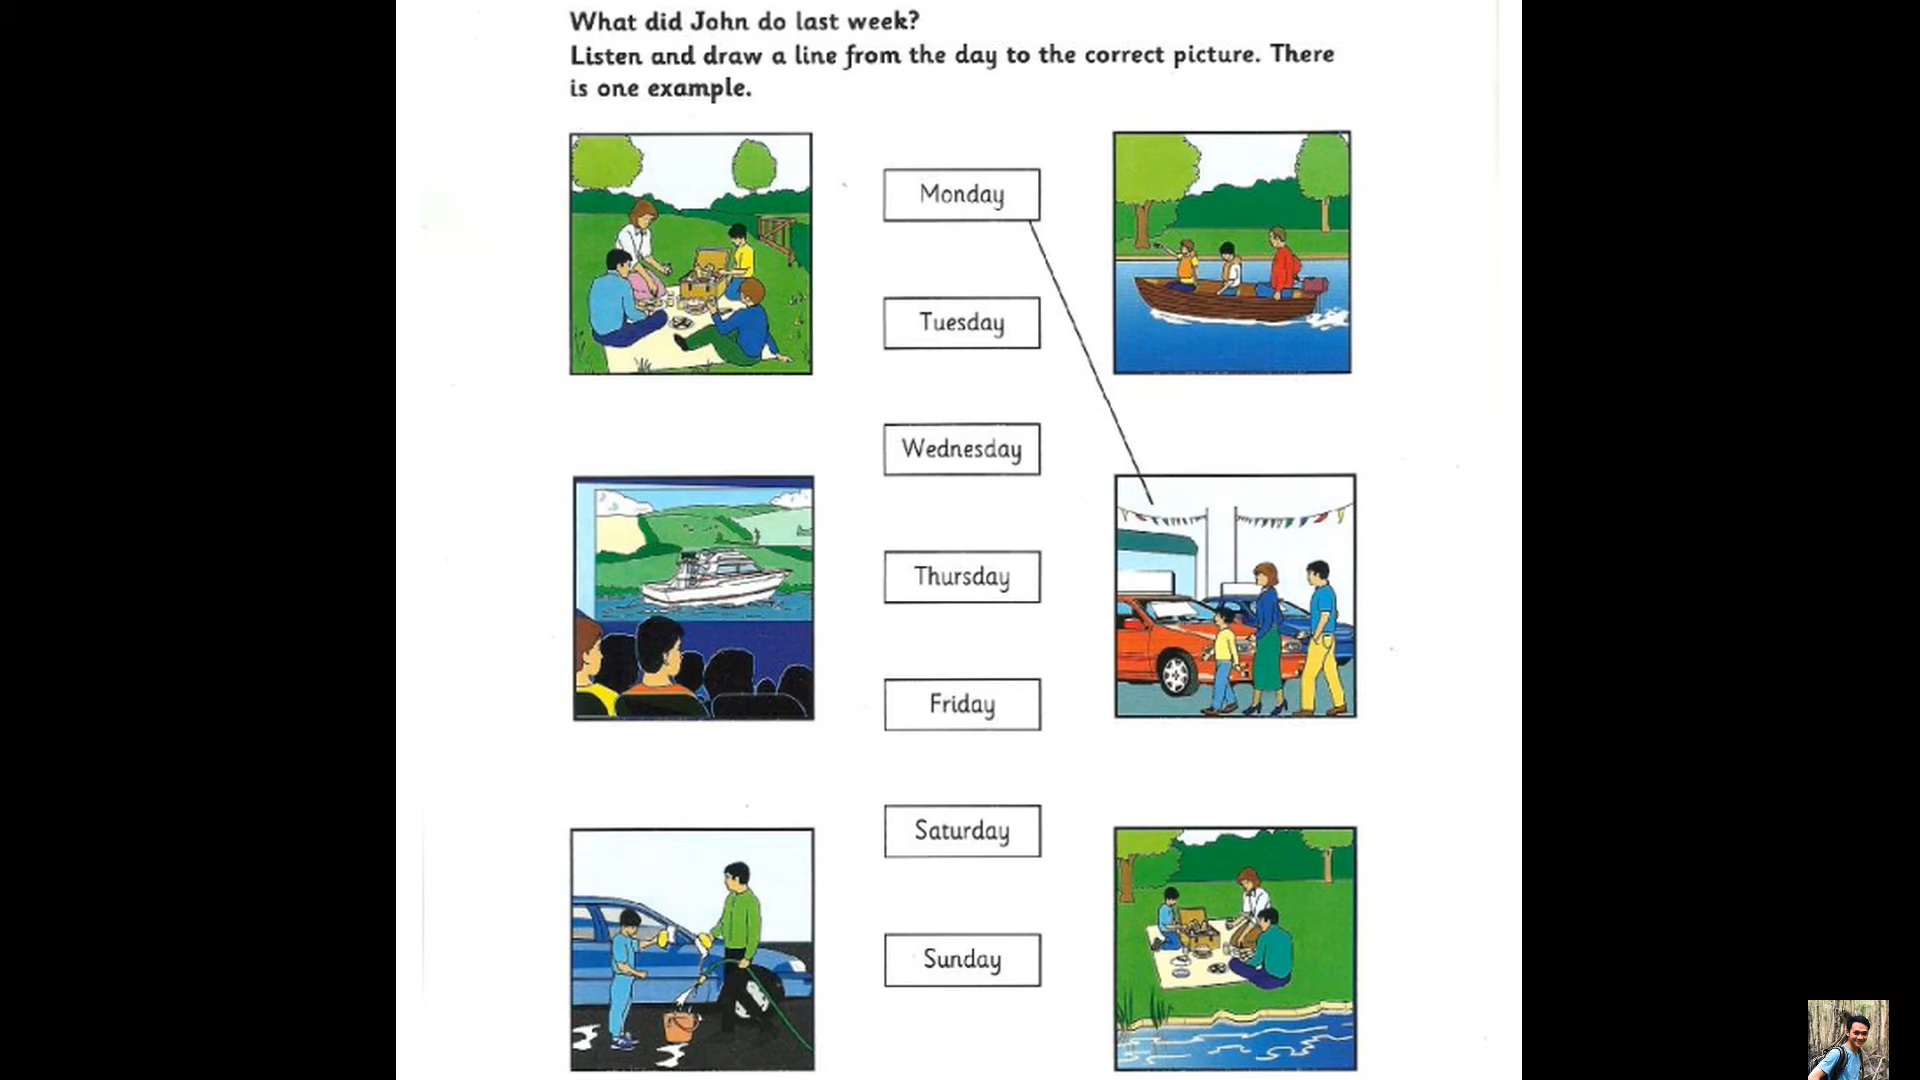 What did John do last week?
Listen and draw a line from the day to the correct picture. There
is one example.
Monday
Tuesday
Wednesday
Thursday
Friday
Saturday
Sunday